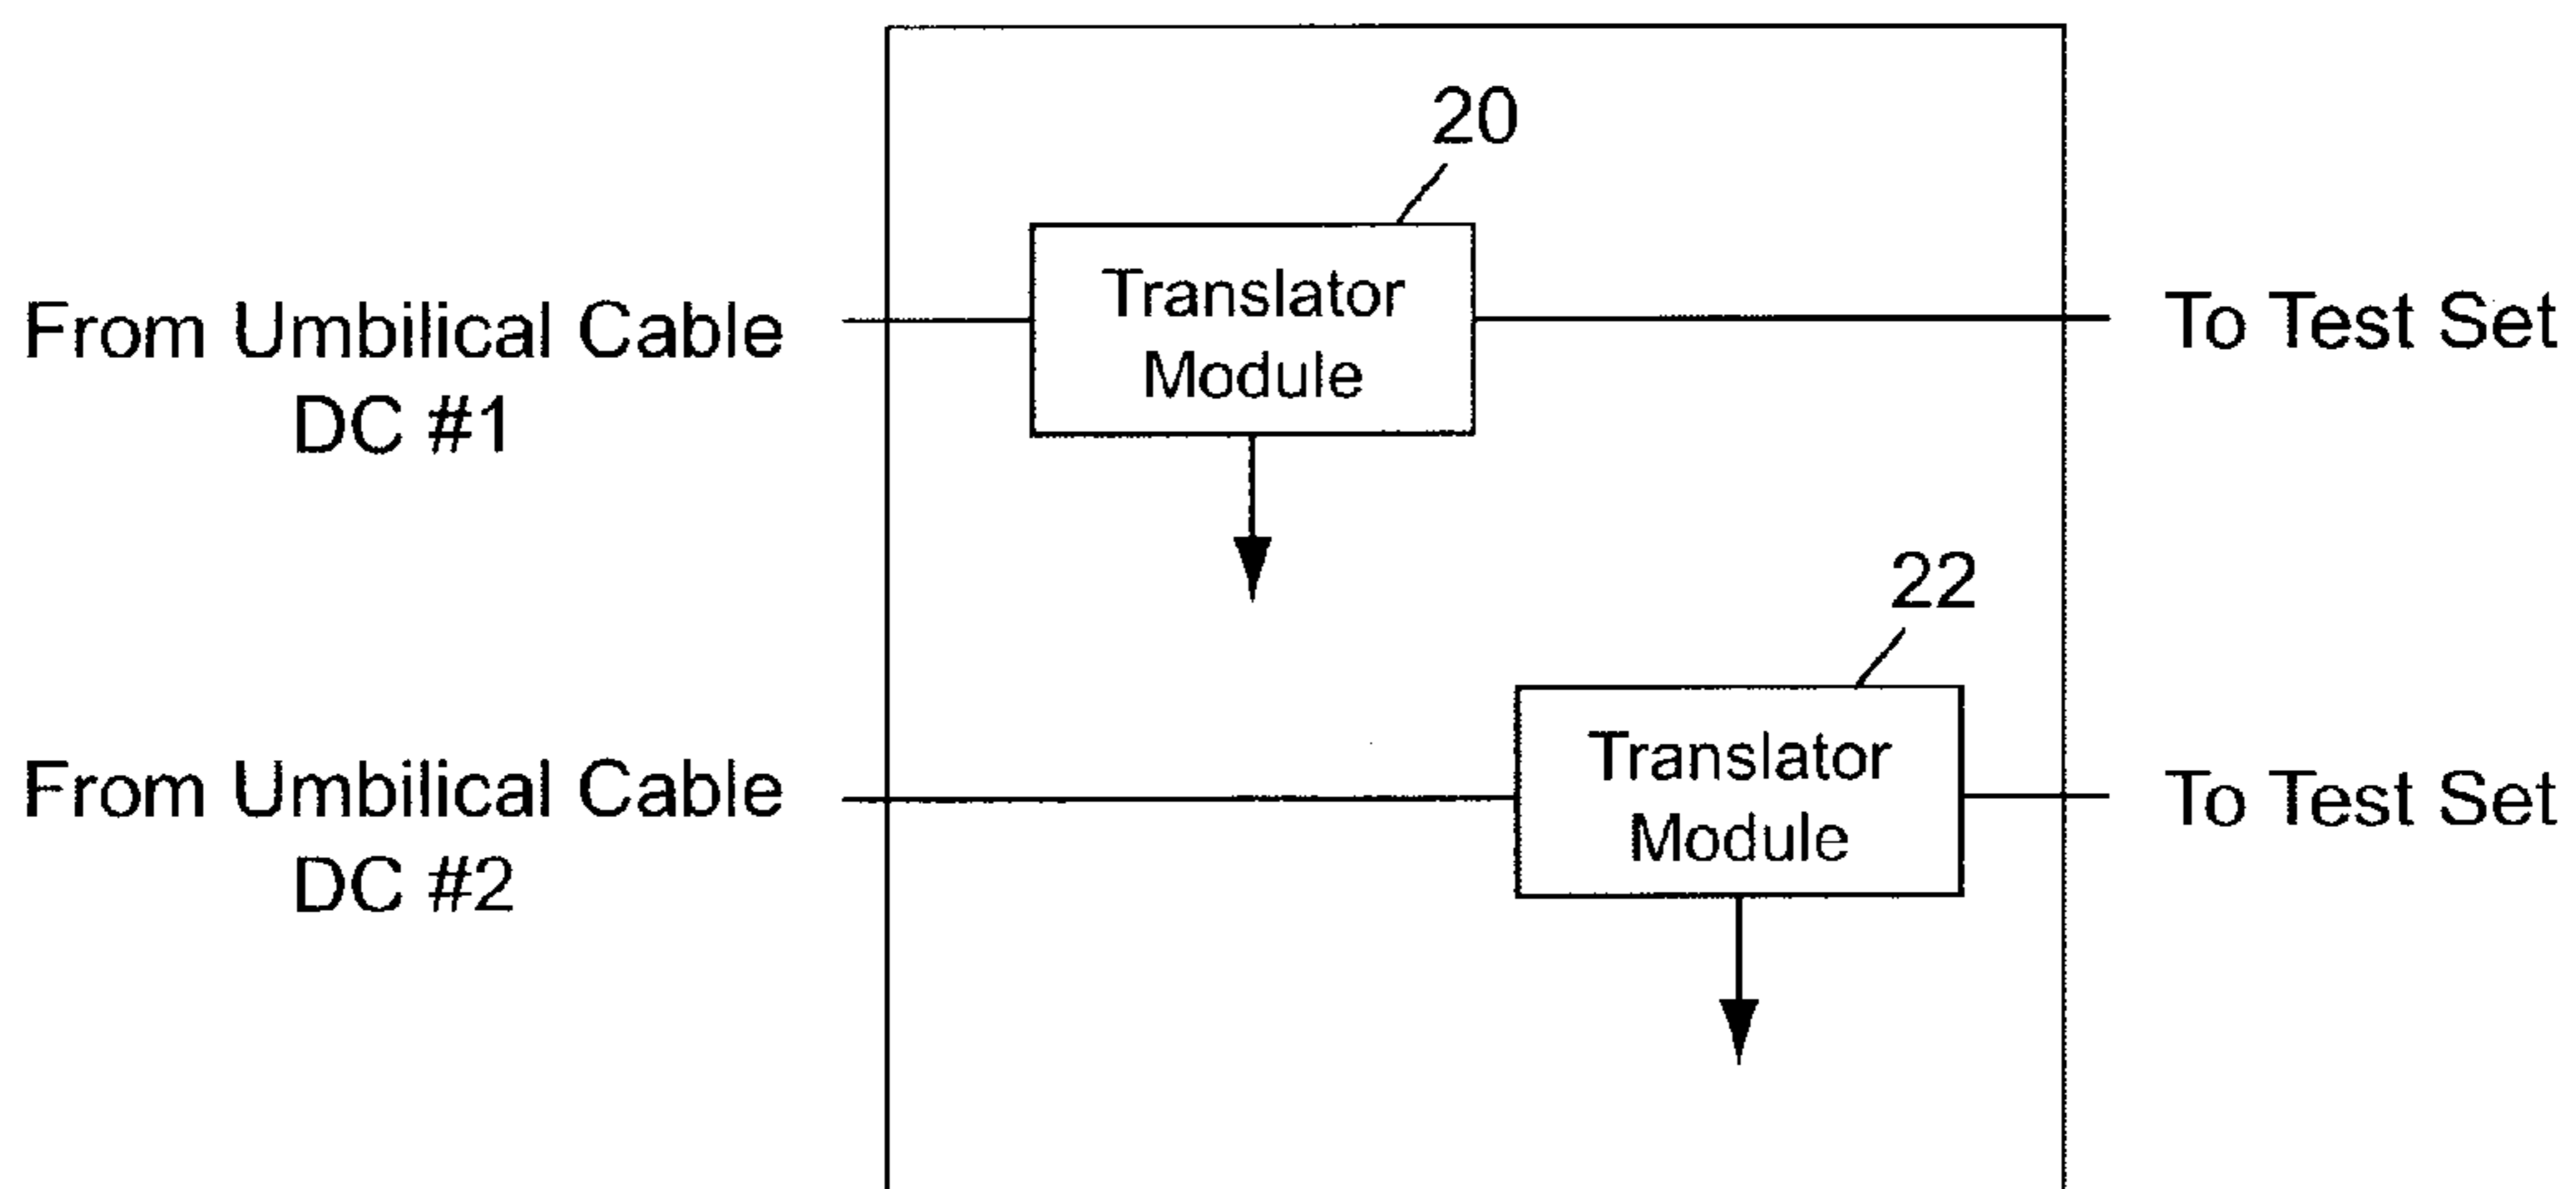 20
From Umbilical Cable
DC #1
Translator
Module
To Test Set
22
From Umbilical Cable
DC #2
Translator
Module
To Test Set